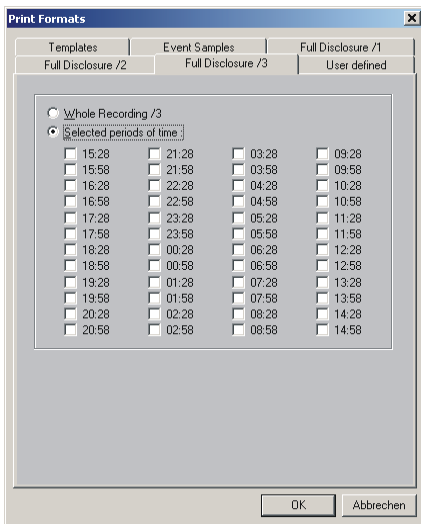 Print Formats
Templates Event Samples Full Disclosure /1
Full Disclosure /2 Full Disclosure /3 User defined
Whole Recording /3
Selected periods of time :
15:28 21:28 03:28 09:28
15:58 21:58 03:58 09:58
16:28 22:28 04:28 10:28
16:58 22:58 04:58 10:58
17:28 23:28 05:28 11:28
17:58 23:58 05:58 11:58
18:28 00:28 06:28 12:28
18:58 00:58 06:58 12:58
19:28 01:28 07:28 13:28
19:58 01:58 07:58 13:58
20:28 02:28 08:28 14:28
20:58 02:58 08:58 14:58
OK Abbrechen